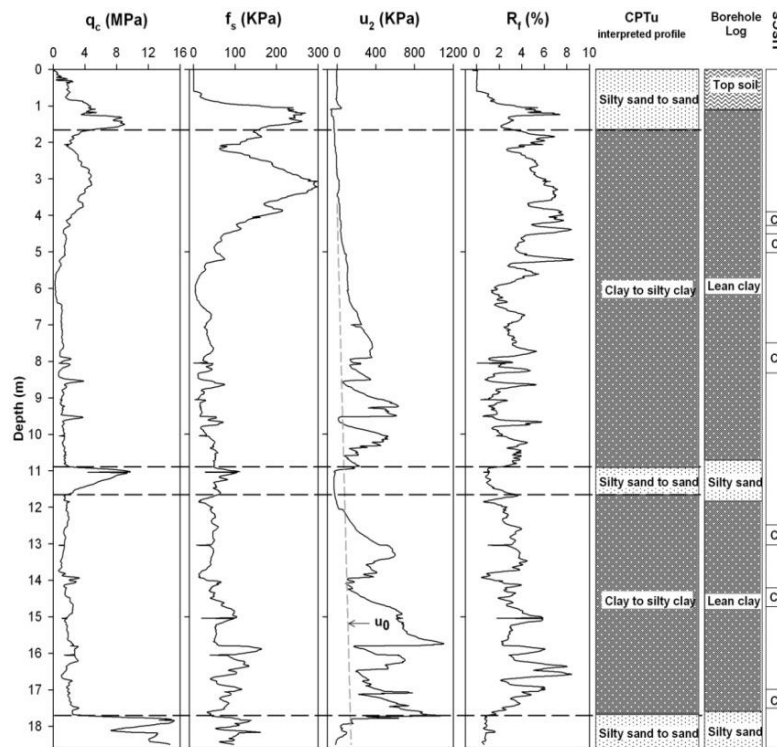 qc (MPa)
fs (KPa)
u2 (KPa)
Rf (%)
CPTu
interpreted profile
Borehole
Log
0 4 8 12 16
0 100 200 300
0 400 800 1200
0 2 4 6 8 10
Depth (m)
0
1
2
3
4
5
6
7
8
9
10
11
12
13
14
15
16
17
18
Silty sand to sand
Top soil
Clay to silty clay
Lean clay
Silty sand to sand
Silty sand
u0
Clay to silty clay
Lean clay
Silty sand to sand
Silty sand
C
C
C
C
C
C